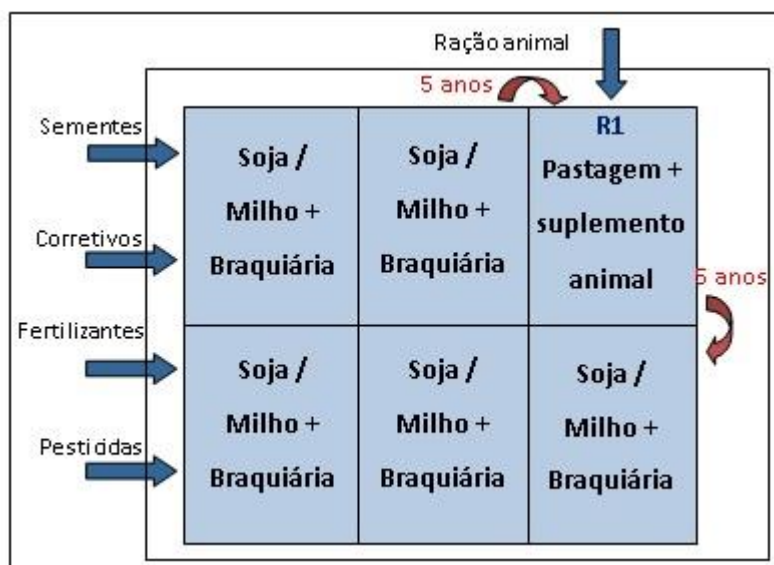 Ração animal
5 anos
Sementes
Corretivos
Fertilizantes
Pesticidas
Soja /
Milho +
Braquiária
Soja /
Milho +
Braquiária
R1
Pastagem +
suplemento
animal
5 anos
Soja /
Milho +
Braquiária
Soja /
Milho +
Braquiária
Soja /
Milho +
Braquiária